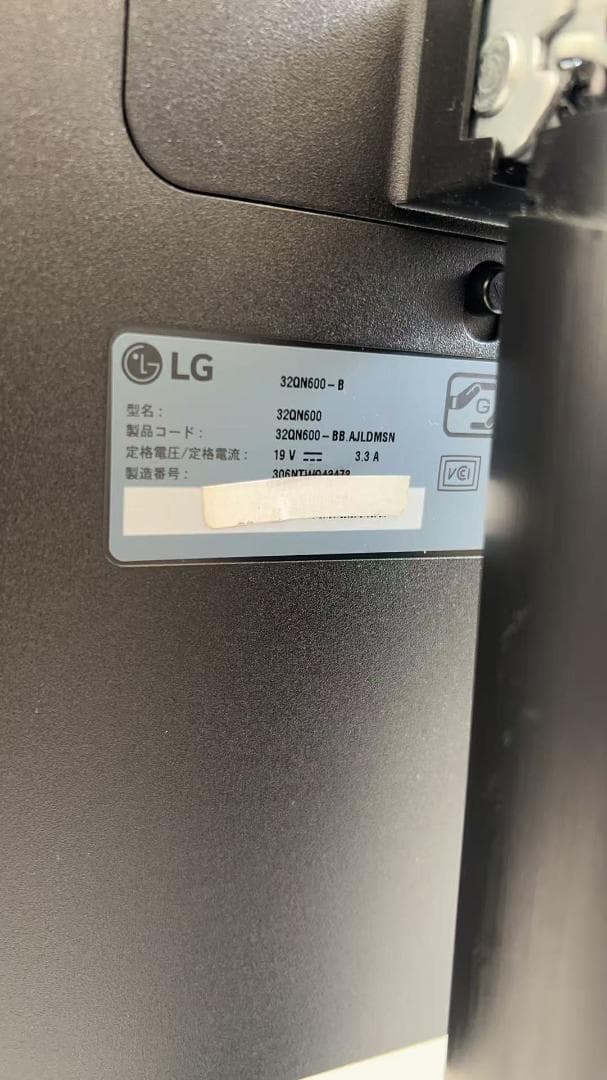 LG
32QN600-B
型名: 32QN600
製品コード: 32QN600-BB.AJLDMSN
定格電圧/定格電流: 19 V 3.3 A
製造番号:
G
VCI